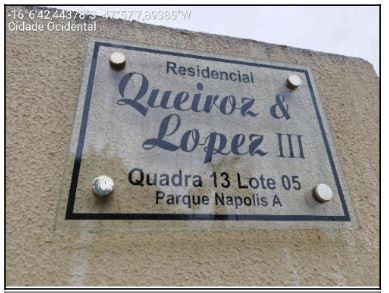 -16°6'42,44378"S -47°57'7,89386"W
Cidade Ocidental
Residencial
Queiroz &
Lopez III
Quadra 13 Lote 05
Parque Napolis A